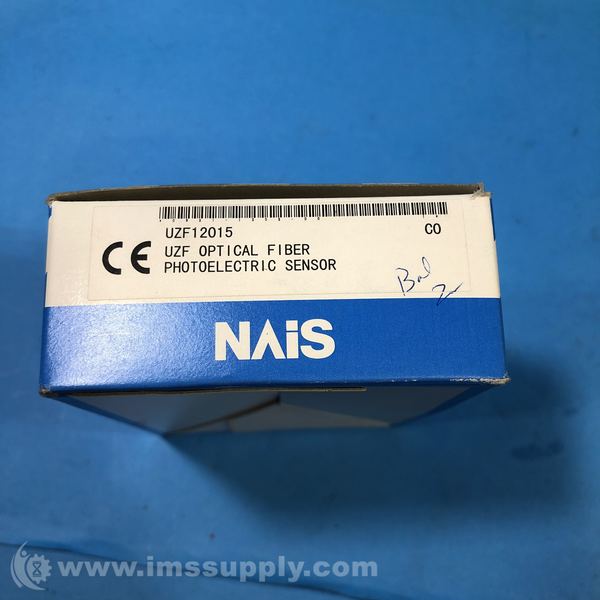 UZF12015 CO
CE UZF OPTICAL FIBER
PHOTOELECTRIC SENSOR
NAiS
www.imssupply.com